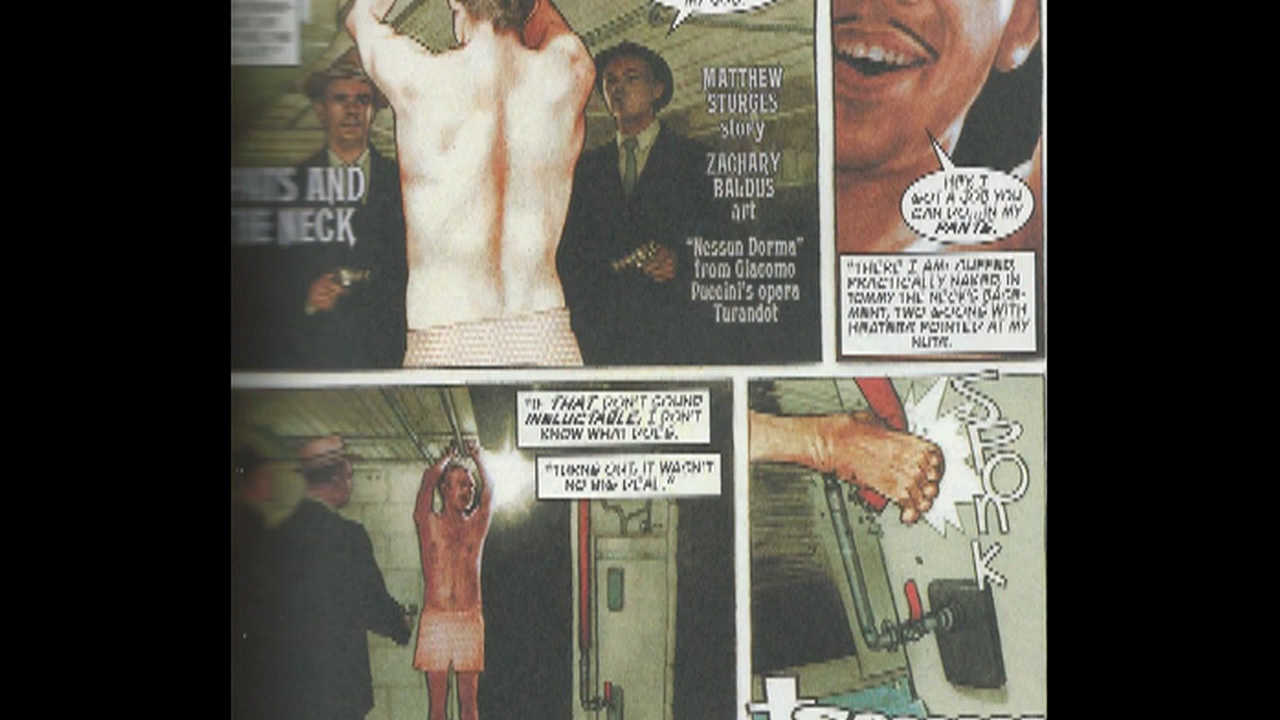 AND
THE NECK
MATTHEW
STURGES
story
ZACHARY
BALDUS
art
"Nessun Dorma"
from Giacomo
Puccini's opera
Turandot
HEY, I
GOT A JOB YOU
CAN DO...IN MY
PANTS.
"THERE I AM: CUFFED,
PRACTICALLY NAKED IN
TOMMY THE NECK'S BASE-
MENT, TWO GOONS WITH
HEATERS POINTED AT MY
NUTS.
"IF THAT DON'T SOUND
INELUCTABLE, I DON'T
KNOW WHAT DOES.
"TURNS OUT, IT WASN'T
NO BIG DEAL."